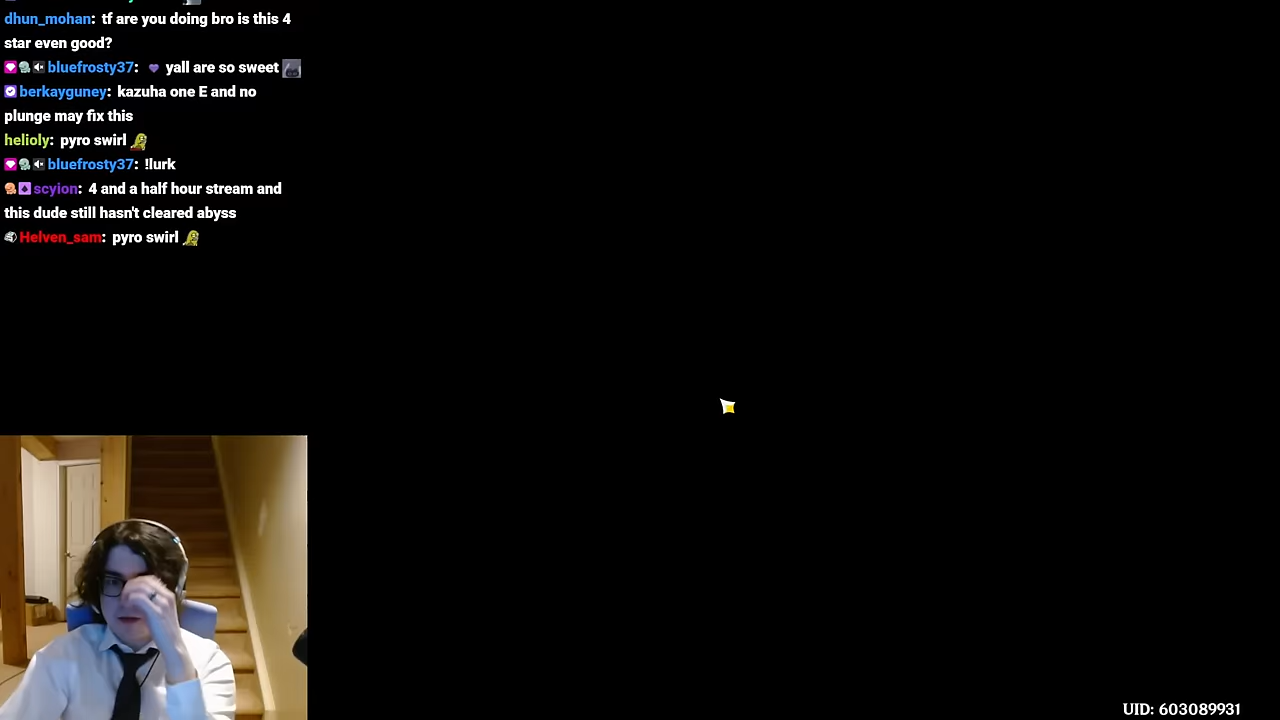 dhun_mohan: tf are you doing bro is this 4
star even good?
bluefrosty37: yall are so sweet
berkayguney: kazuha one E and no
plunge may fix this
helioly: pyro swirl
bluefrosty37: !lurk
scyion: 4 and a half hour stream and
this dude still hasn't cleared abyss
Helven_sam: pyro swirl
UID: 603089931